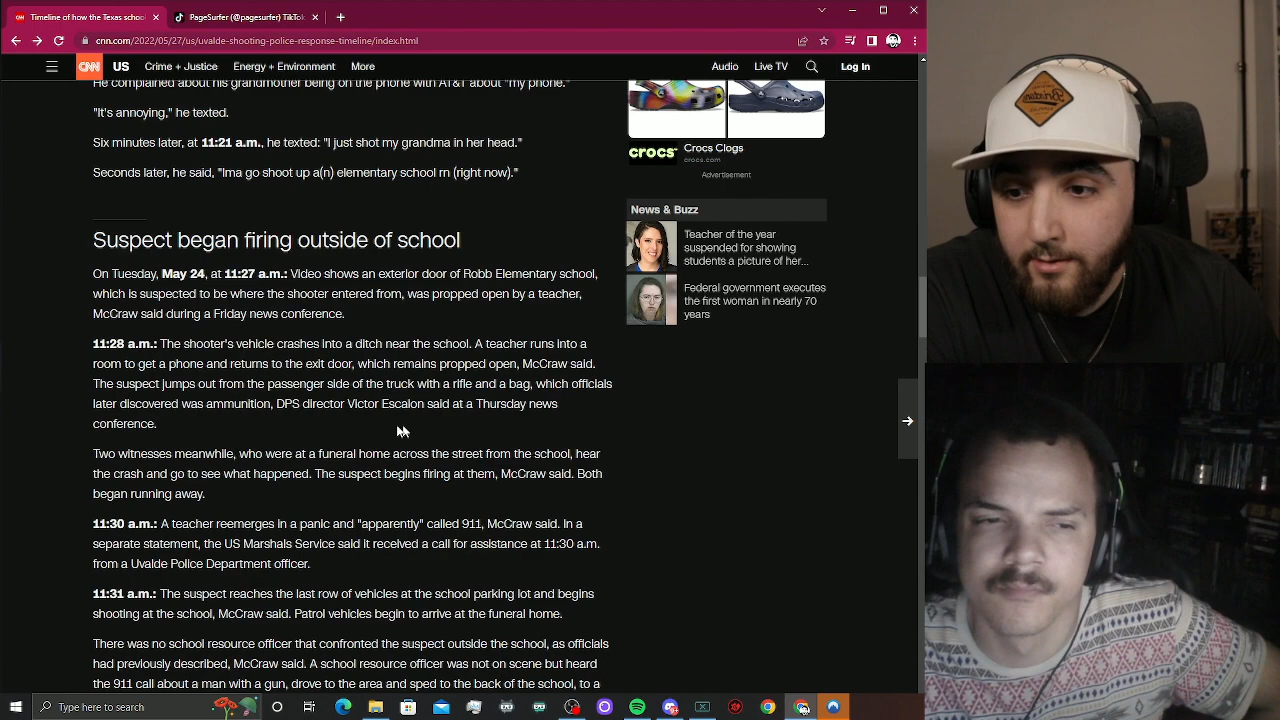 Timeline of how the Texas school
PageSurfer (@pagesurfer) TikTok
cnn.com/2022/05/27/us/uvalde-shooting-police-response-timeline/index.html
CNN US Crime + Justice Energy + Environment More Audio Live TV Log In
He complained about his grandmother being on the phone with AT&T about "my phone."
"It's annoying," he texted.
Six minutes later, at 11:21 a.m., he texted: "I just shot my grandma in her head."
Seconds later, he said, "Ima go shoot up a(n) elementary school rn (right now)."
Suspect began firing outside of school
On Tuesday, May 24, at 11:27 a.m.: Video shows an exterior door of Robb Elementary school,
which is suspected to be where the shooter entered from, was propped open by a teacher,
McCraw said during a Friday news conference.
11:28 a.m.: The shooter's vehicle crashes into a ditch near the school. A teacher runs into a
room to get a phone and returns to the exit door, which remains propped open, McCraw said.
The suspect jumps out from the passenger side of the truck with a rifle and a bag, which officials
later discovered was ammunition, DPS director Victor Escalon said at a Thursday news
conference.
Two witnesses meanwhile, who were at a funeral home across the street from the school, hear
the crash and go to see what happened. The suspect begins firing at them, McCraw said. Both
began running away.
11:30 a.m.: A teacher reemerges in a panic and "apparently" called 911, McCraw said. In a
separate statement, the US Marshals Service said it received a call for assistance at 11:30 a.m.
from a Uvalde Police Department officer.
11:31 a.m.: The suspect reaches the last row of vehicles at the school parking lot and begins
shooting at the school, McCraw said. Patrol vehicles begin to arrive at the funeral home.
There was no school resource officer that confronted the suspect outside the school, as officials
had previously described, McCraw said. A school resource officer was not on scene but heard
the 911 call about a man with a gun, drove to the area and sped to the back of the school, to a
crocs
Crocs Clogs
crocs.com
Advertisement
News & Buzz
Teacher of the year
suspended for showing
students a picture of her...
Federal government executes
the first woman in nearly 70
years
Type here to search